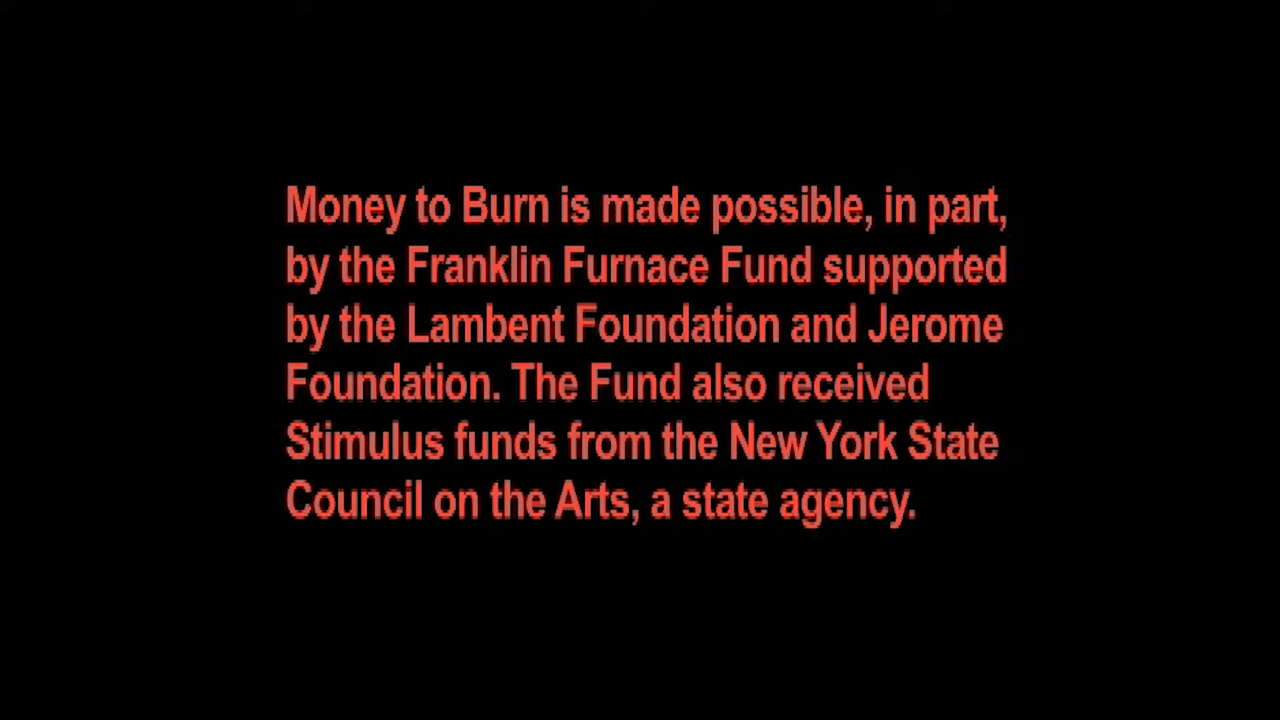 Money to Burn is made possible, in part,
by the Franklin Furnace Fund supported
by the Lambent Foundation and Jerome
Foundation. The Fund also received
Stimulus funds from the New York State
Council on the Arts, a state agency.